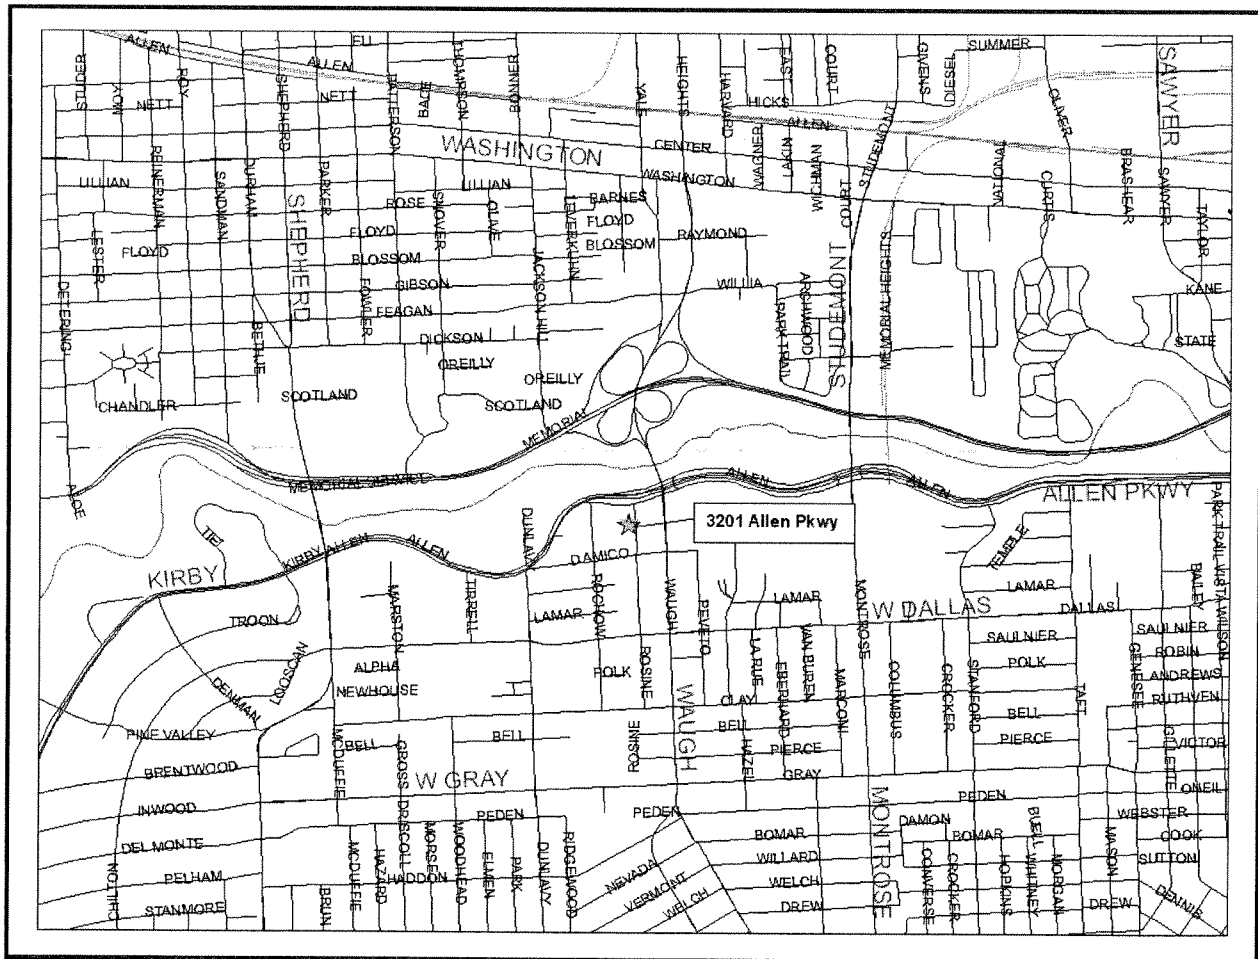 ALLEN
ELL
ALLEN
STUDER
MOY
NETT
ROY
SHEPHERD
NETT
PATTERSON
BADE
THOMPSON
BONNER
YALE
HEIGHTS
HARVARD
HICKS
EAST
COURT
ALLEN
GIVENS
DIESEL
SUMMER
OLIVER
SAWYER
WASHINGTON
CENTER
WASHINGTON
WAGNER
LAKIN
WICHMAN
COURT
STUDEMONT
NATIONAL
CURTIS
BRASHEAR
SAWYER
TAYLOR
LILLIAN
REINERMAN
SANDMAN
DURHAM
PARKER
SHEPHERD
ROSE
SNOVER
LILLIAN
OLIVE
LEVERKUHN
BARNES
FLOYD
BLOSSOM
RAYMOND
LESTER
FLOYD
FLOYD
BLOSSOM
GIBSON
FEAGAN
FOWLER
JACKSON HILL
DICKSON
WILLIA
ARCHWOOD
PARK TRAIL
STUDEMONT
MEMORIAL HEIGHTS
KANE
STATE
DETERING
BETHJE
OREILLY
OREILLY
SCOTLAND
SCOTLAND
CHANDLER
MEMORIAL
ALOE
ALLEN
ALLEN
ALLEN PKWY
3201 Allen Pkwy
TIEL
KIRBY
KIRBY ALLEN
ALLEN
DUNLAVY
DAMICO
TEMPLE
PARK TRAIL VISTA WILSON
BAILEY
MARSTON
TIRRELL
LAMAR
ROCHOW
WAUGH
PEVETO
LAMAR
MONTROSE
W DALLAS
LAMAR
DALLAS
TROON
LOOSCAN
DENMAN
ALPHA
NEWHOUSE
POLK
ROSINE
LA RUE
EBERHARD
VAN BUREN
MARCONI
COLUMBUS
CROCKER
STANFORD
SAULNIER
POLK
TAFT
GENESEE
SAULNIER
ROBIN
ANDREWS
RUTHVEN
PINE VALLEY
MCDUFFIE
BELL
BELL
ROSINE
WAUGH
CLAY
BELL
HAZEL
PIERCE
GRAY
BELL
PIERCE
GILLETTE
VICTOR
BRENTWOOD
GROSS
W GRAY
INWOOD
DRISCOLL
PEDEN
PEDEN
MONTROSE
PEDEN
ONEIL
DEL MONTE
MCDUFFIE
HAZARD
MORSE
WOODHEAD
ELMEN
PARK
DUNLAVY
RIDGEWOOD
BOMAR
DAMON
BOMAR
BUELL
WEBSTER
MASON
COOK
PELHAM
HADDON
NEVADA
WILLARD
SUTTON
CHILTON
STANMORE
BRUN
VERMONT
WELCH
WELCH
DREW
CONVERSE
CROCKER
HOPKINS
WHITNEY
MORGAN
DREW
DENNIS